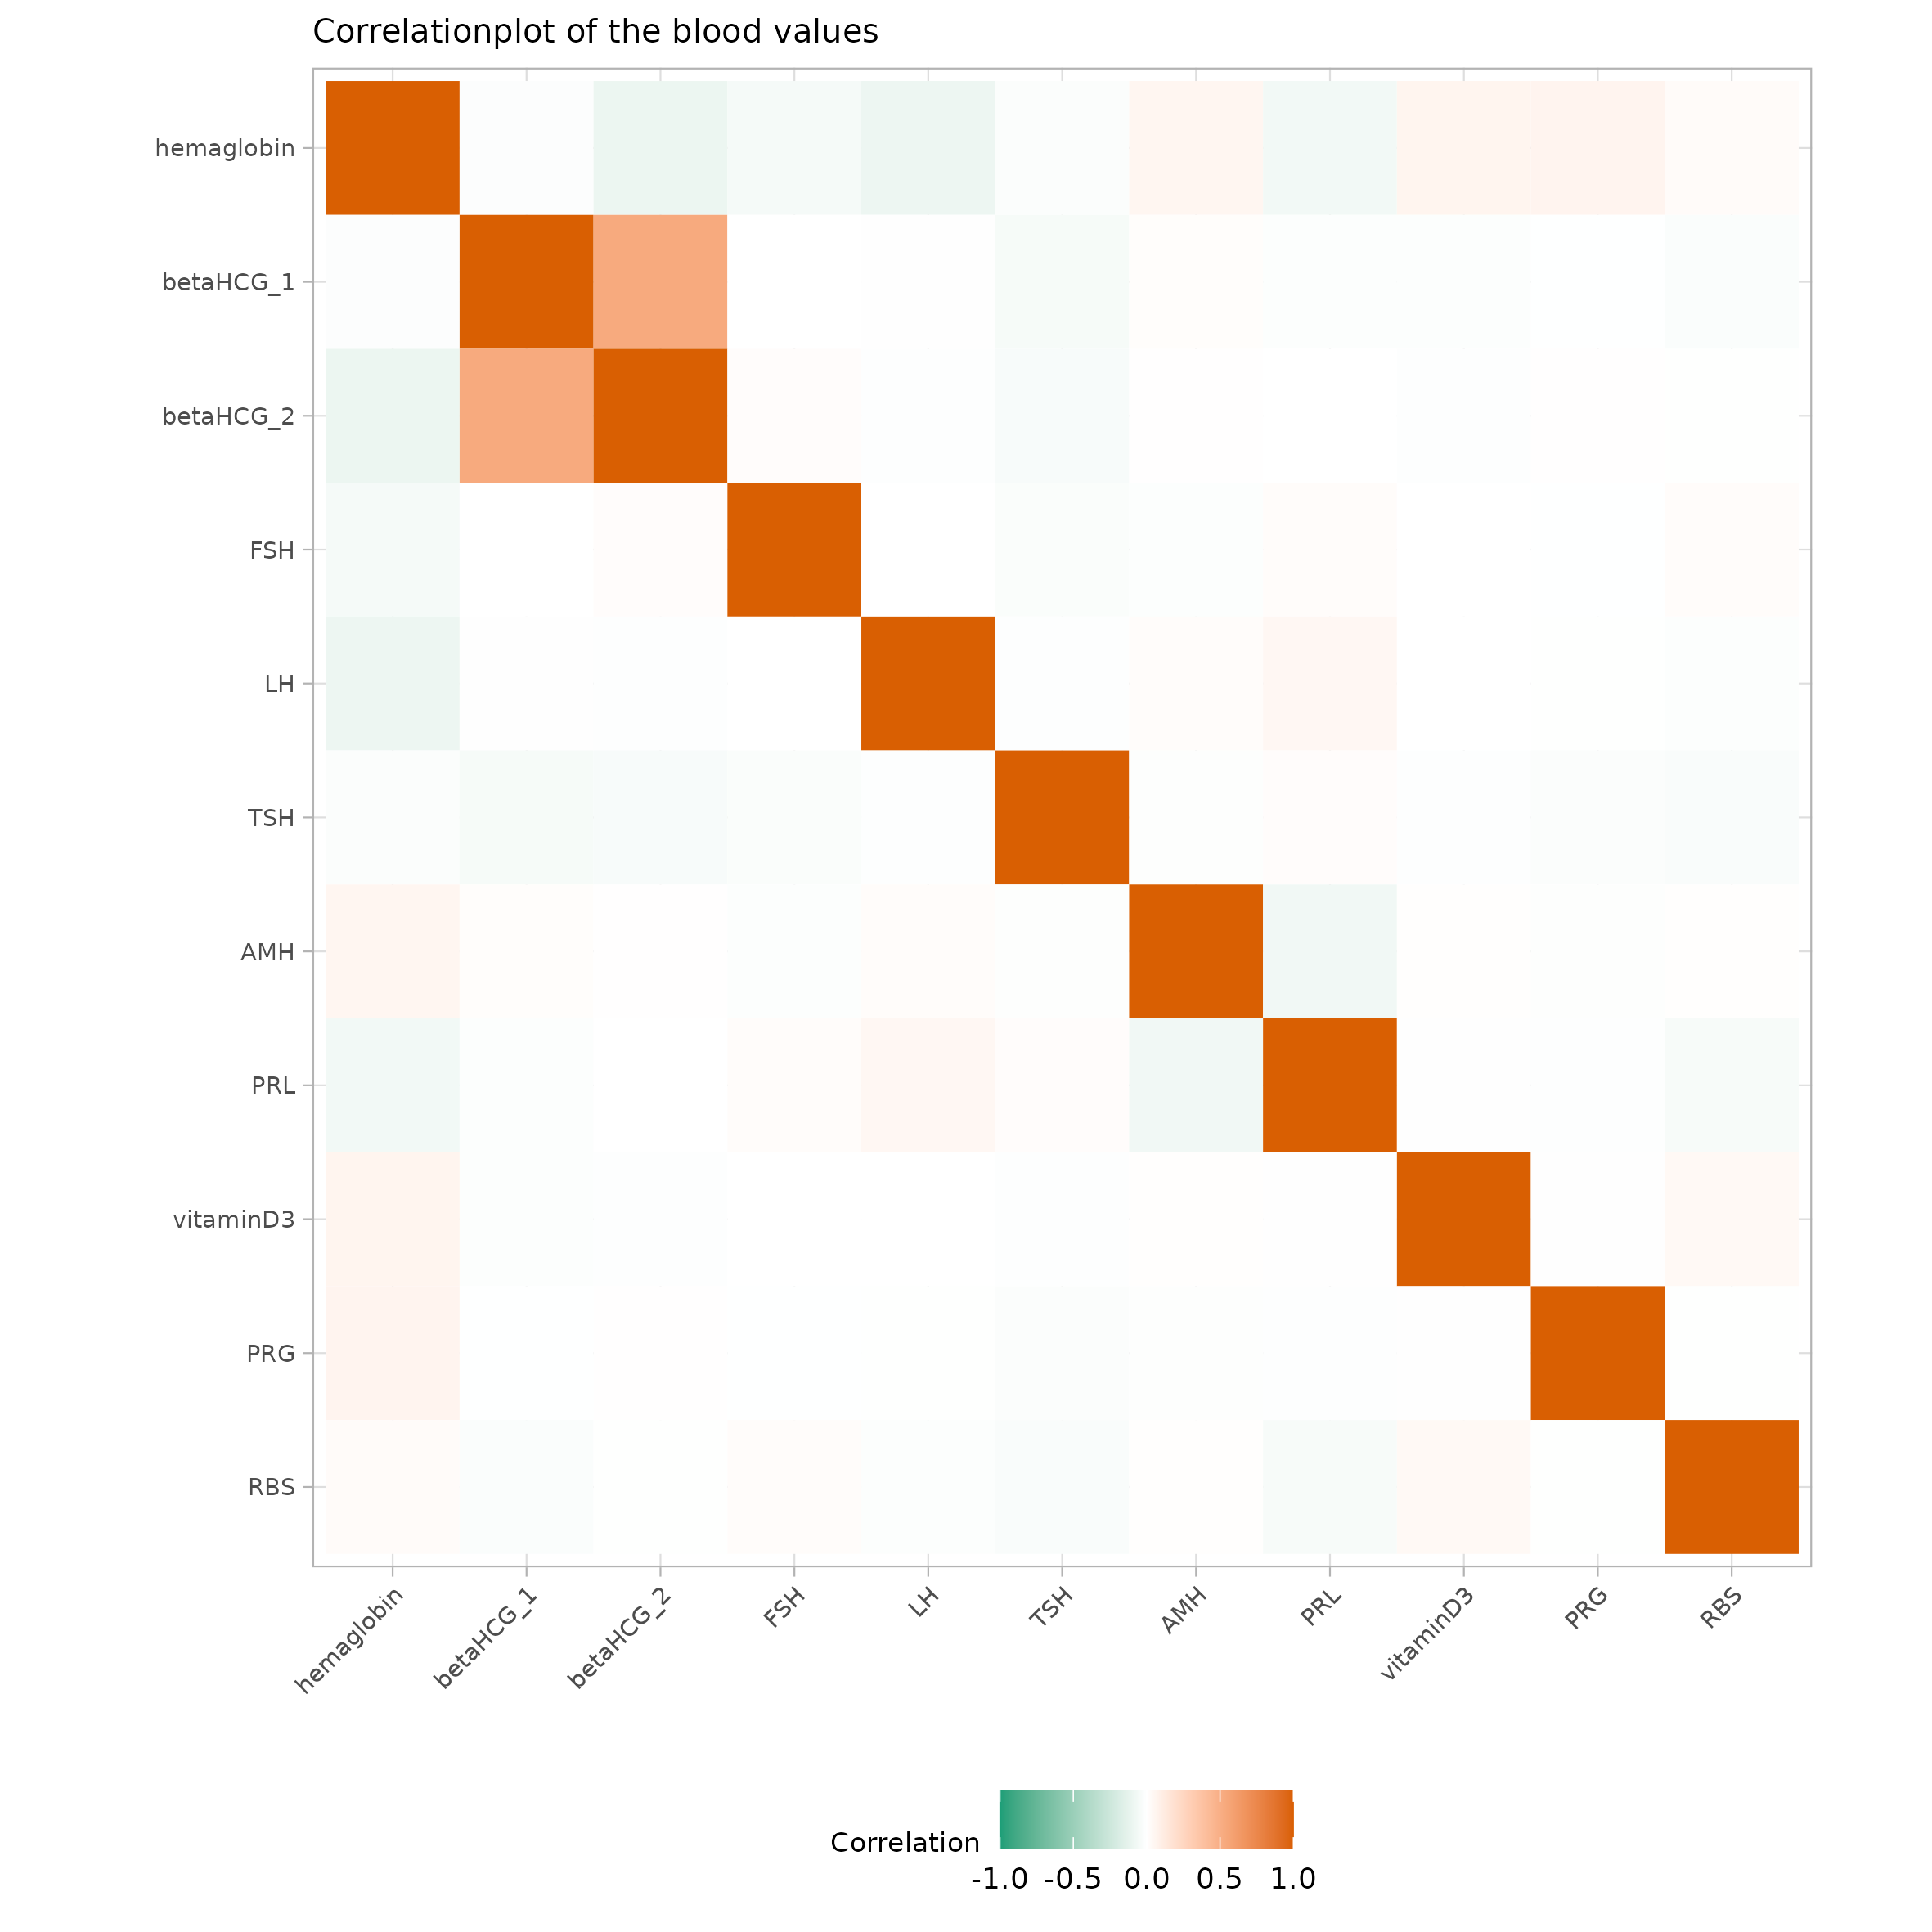 Correlationplot of the blood values
hemaglobin
betaHCG_1
betaHCG_2
FSH
LH
TSH
AMH
PRL
vitaminD3
PRG
RBS
hemaglobin
betaHCG_1
betaHCG_2
FSH
LH
TSH
AMH
PRL
vitaminD3
PRG
RBS
Correlation
-1.0 -0.5 0.0 0.5 1.0